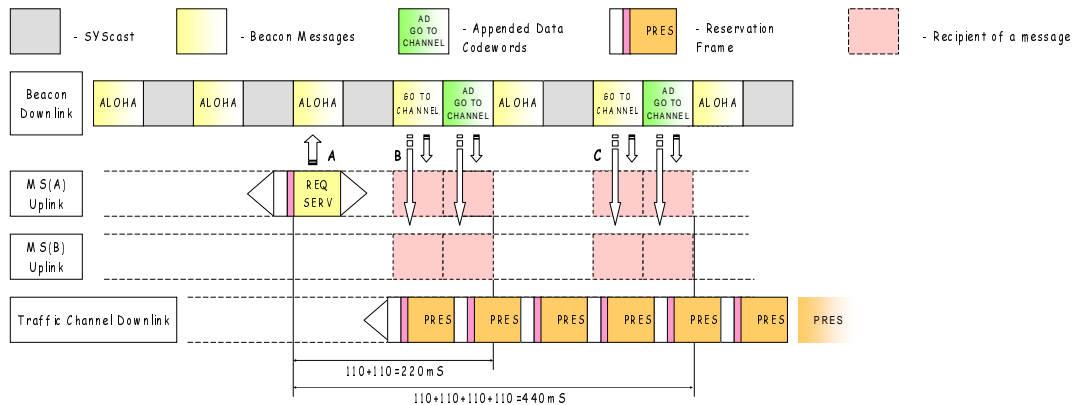 - SYScast
- Beacon Messages
AD
GO TO
CHANNEL
- Appended Data
Codewords
PRES
- Reservation
Frame
- Recipient of a message
Beacon
Downlink
ALOHA
ALOHA
ALOHA
GO TO
CHANNEL
AD
GO TO
CHANNEL
ALOHA
GO TO
CHANNEL
AD
GO TO
CHANNEL
ALOHA
A
B
C
MS(A)
Uplink
REQ
SERV
MS(B)
Uplink
Traffic Channel Downlink
PRES
PRES
PRES
PRES
PRES
PRES
PRES
110+110=220mS
110+110+110+110=440mS